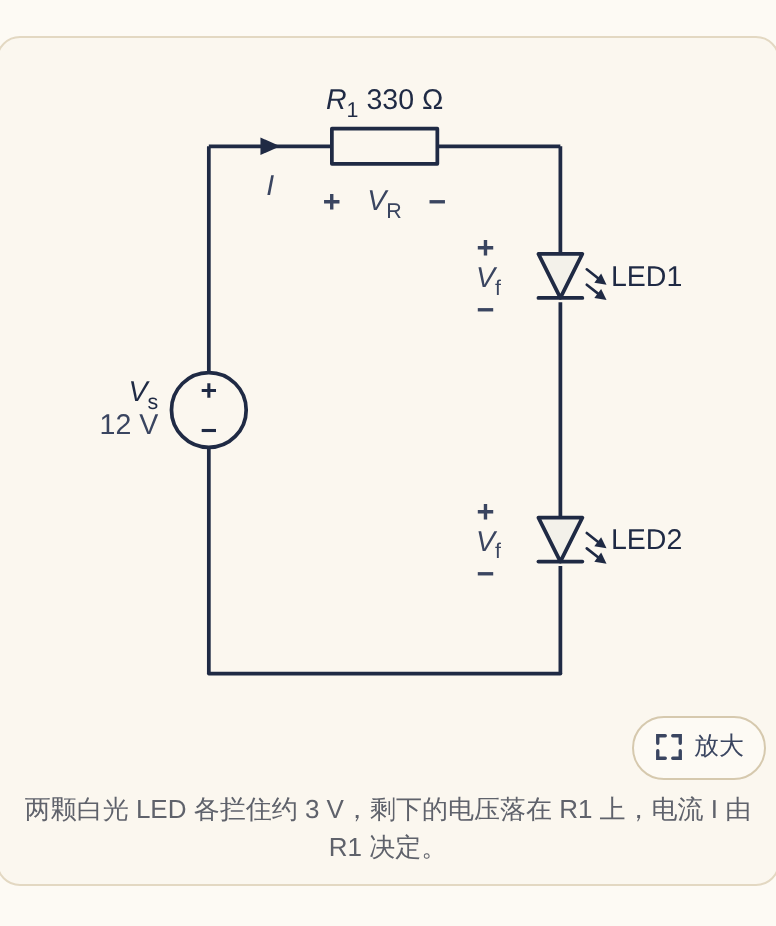 R1 330 Ω
I
+ VR −
+
Vf
−
LED1
Vs
12 V
+
−
+
Vf
−
LED2
放大
两颗白光 LED 各拦住约 3 V，剩下的电压落在 R1 上，电流 I 由
R1 决定。